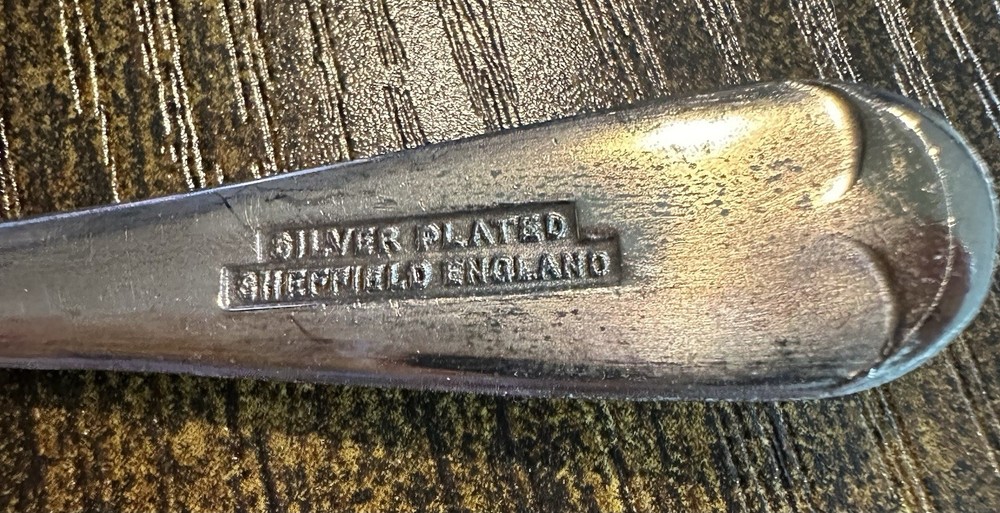 SILVER PLATED
SHEFFIELD ENGLAND